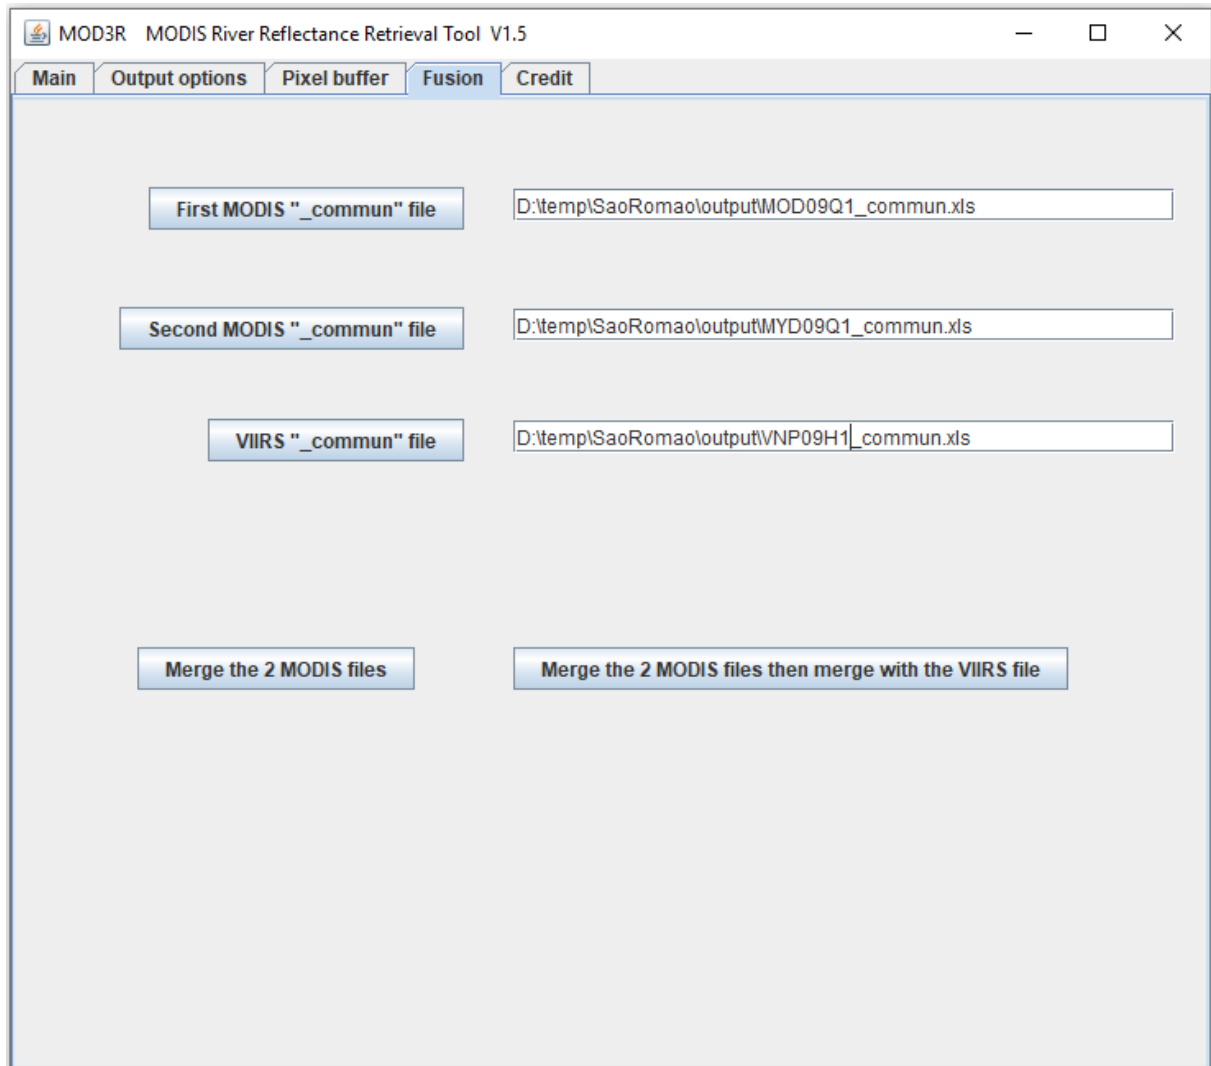 MOD3R MODIS River Reflectance Retrieval Tool V1.5
Main Output options Pixel buffer Fusion Credit
First MODIS "_commun" file D:\temp\SaoRomao\output\MOD09Q1_commun.xls
Second MODIS "_commun" file D:\temp\SaoRomao\output\MYD09Q1_commun.xls
VIIRS "_commun" file D:\temp\SaoRomao\output\VNP09H1_commun.xls
Merge the 2 MODIS files Merge the 2 MODIS files then merge with the VIIRS file